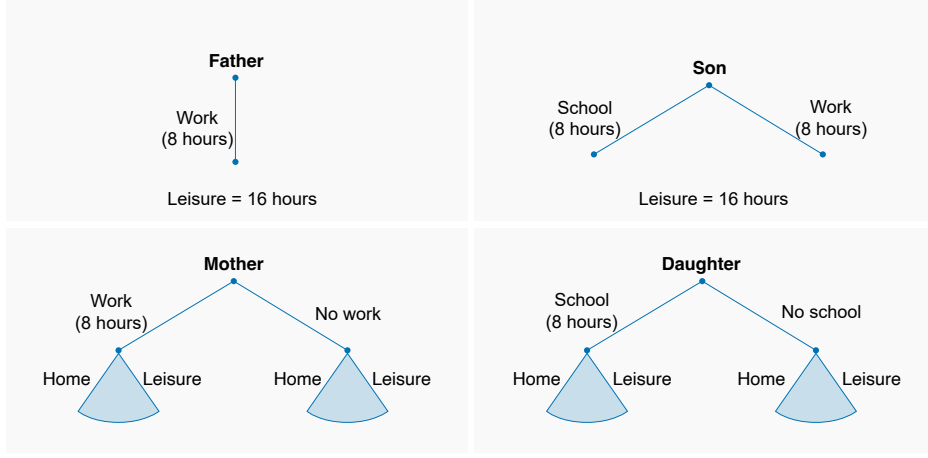 Father
Work
(8 hours)
Leisure = 16 hours
Son
School
(8 hours)
Work
(8 hours)
Leisure = 16 hours
Mother
Work
(8 hours)
No work
Home
Leisure
Home
Leisure
Daughter
School
(8 hours)
No school
Home
Leisure
Home
Leisure